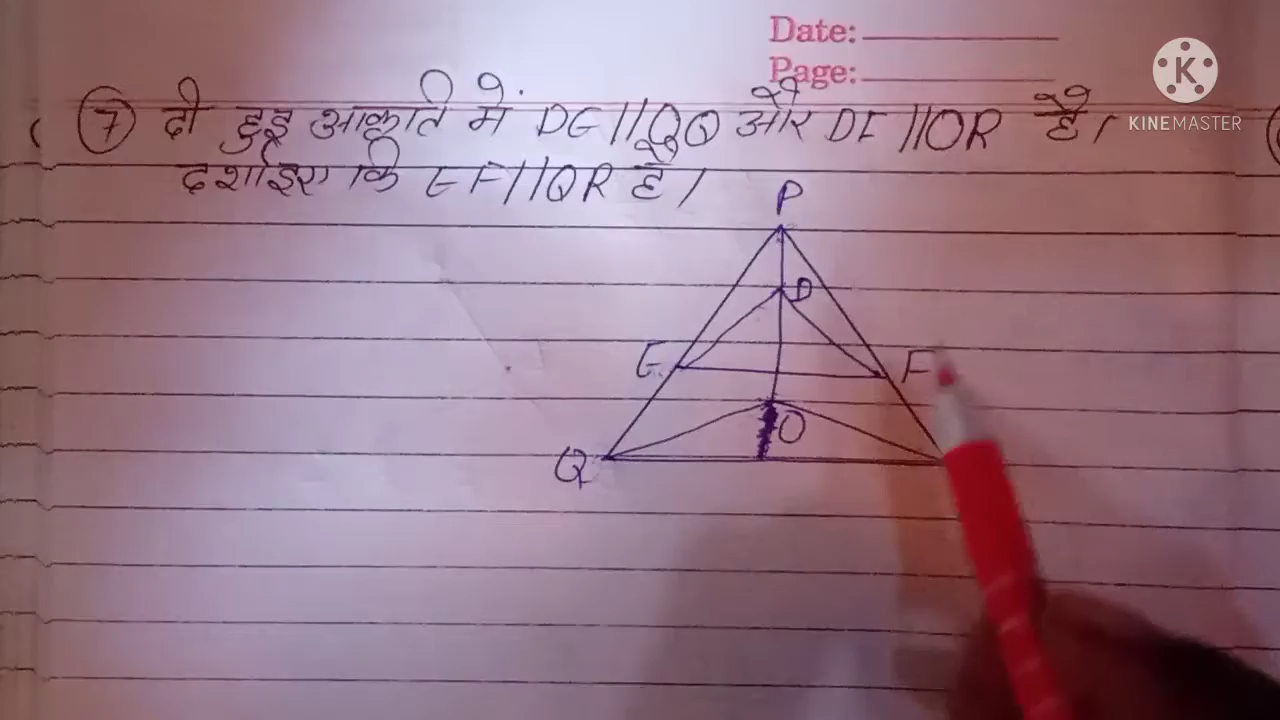 Date:
Page:
KINEMASTER
(7) दी हुई आकृति में DE//OQ और DF//OR है।
दर्शाइए कि EF//QR है।
P
D
E F
O
Q